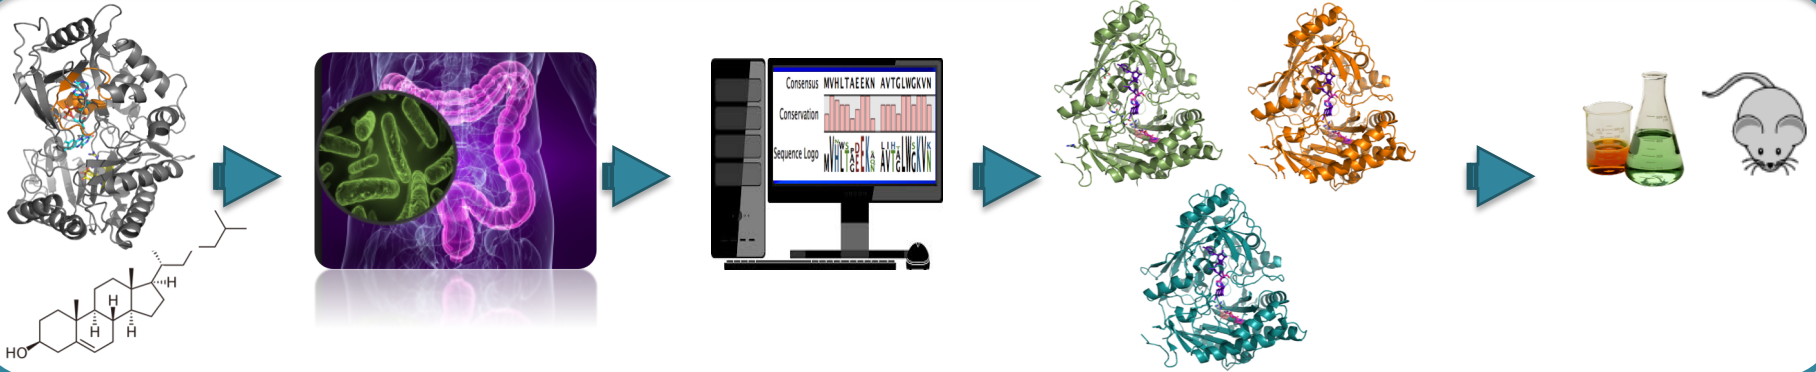 Consensus MVHLTAEEKN AVTGLWGKVN
Conservation
Sequence Logo
H
H
H
H
HO